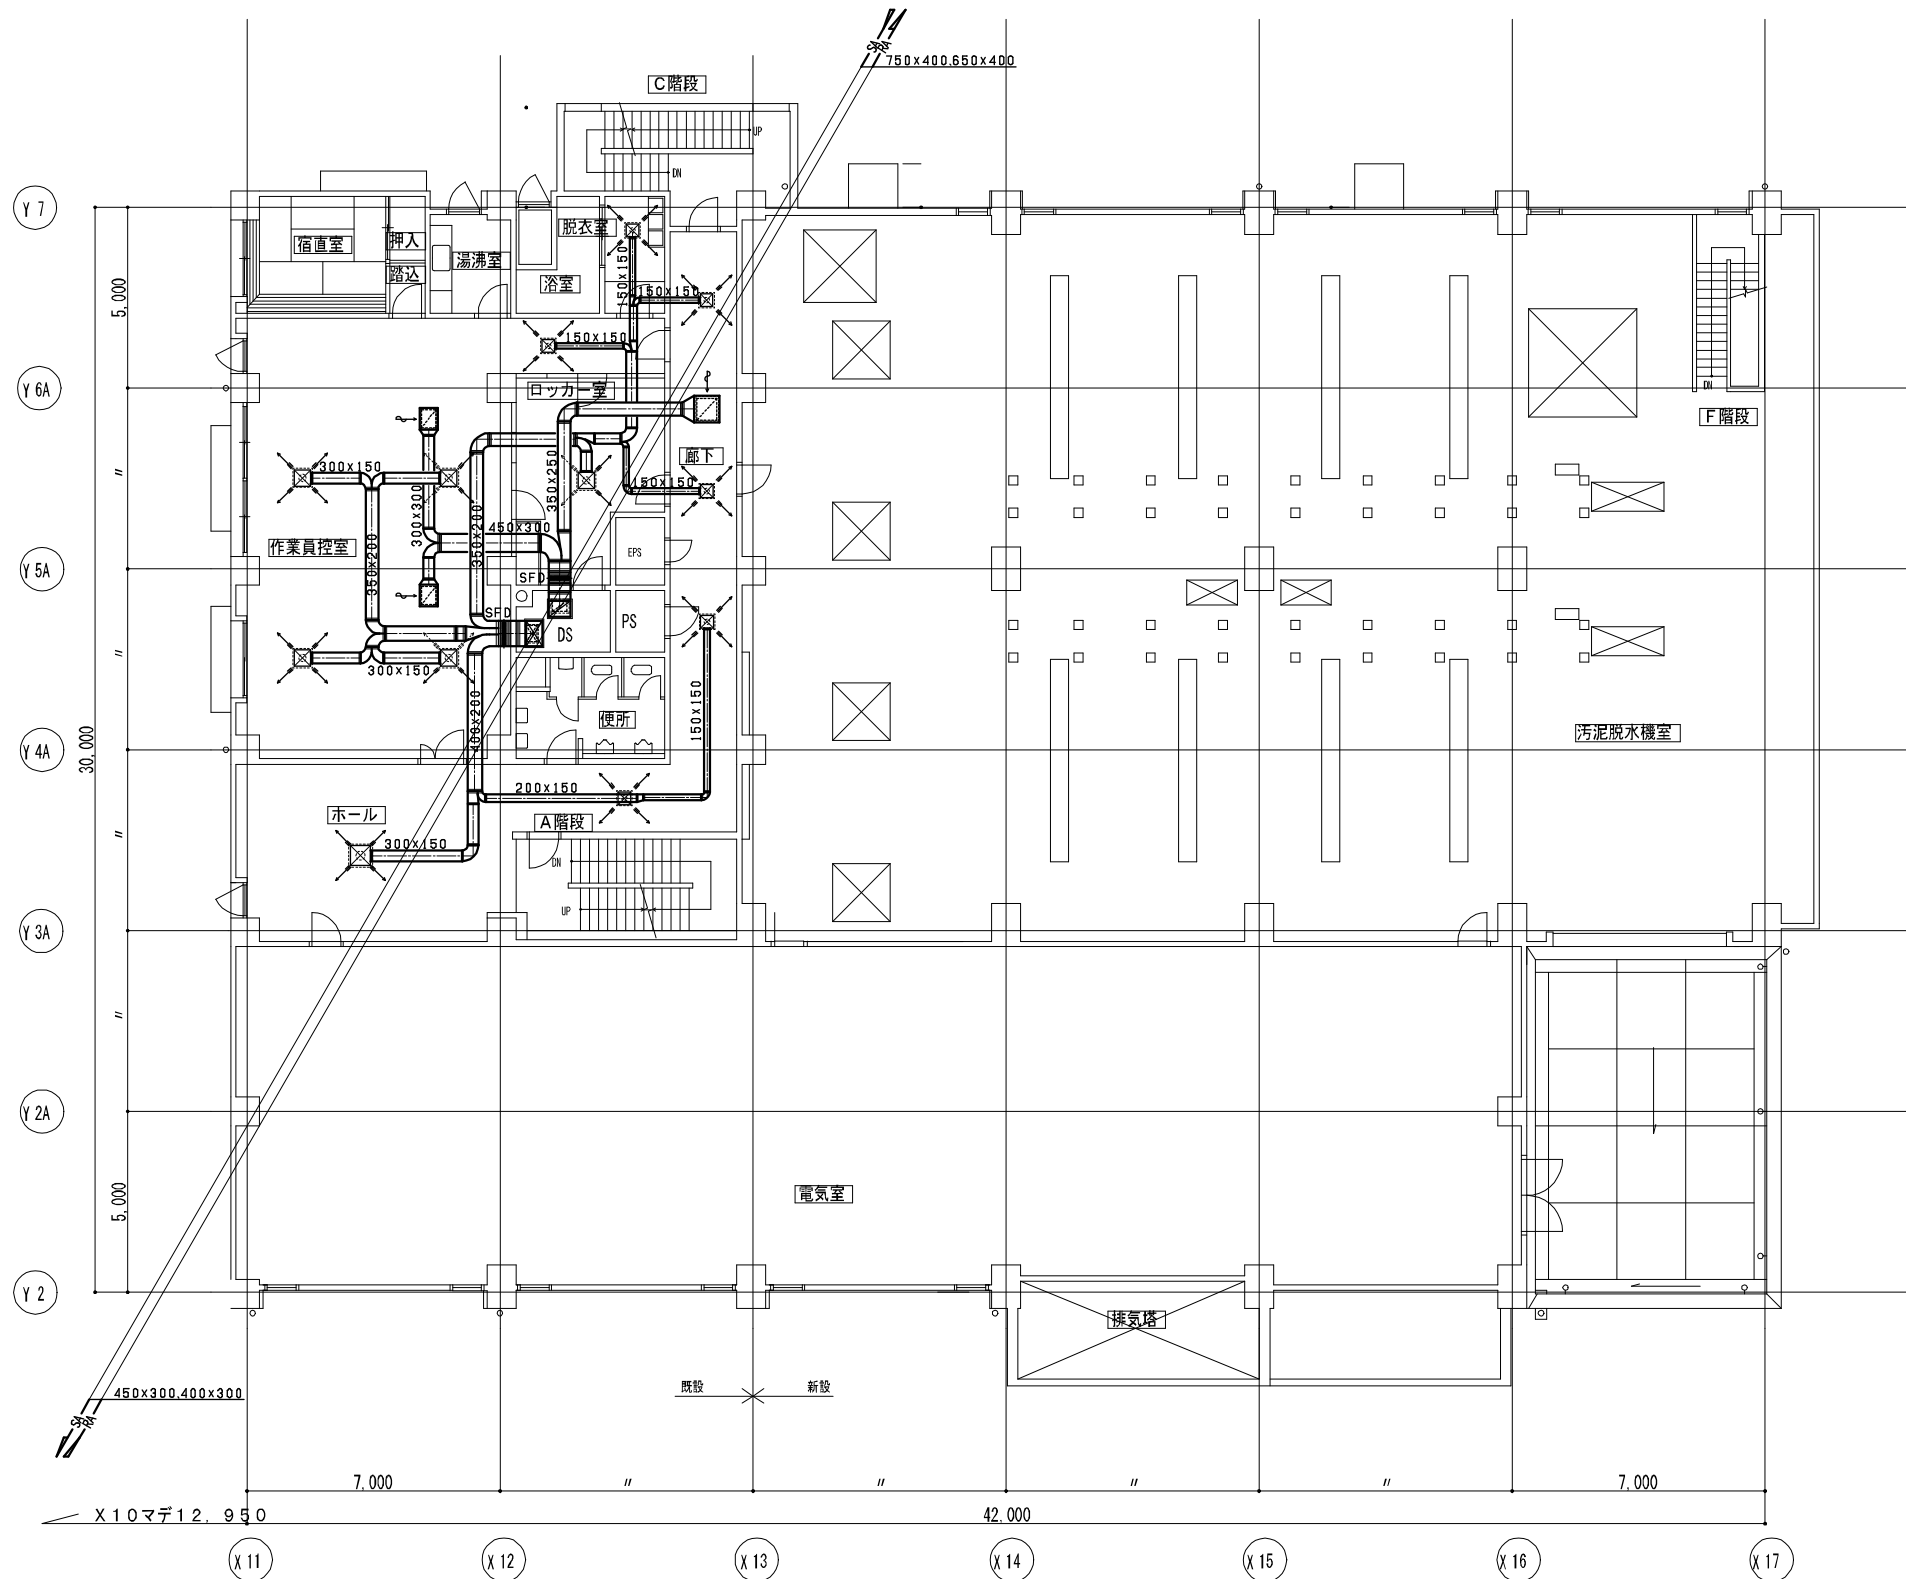 SA
RA
750x400,650x400
C階段
UP
DN
Y 7
宿直室
押入
踏込
湯沸室
脱衣室
浴室
150x150
150x150
150x150
5,000
Y 6A
ロッカー室
F階段
DN
廊下
300x150
350x250
150x150
〃
300x300
350x200
450x300
作業員控室
350x200
EPS
SFD
Y 5A
SFD
DS
PS
〃
300x150
400x200
150x150
便所
汚泥脱水機室
Y 4A
30,000
200x150
ホール
A階段
300x150
〃
DN
UP
Y 3A
〃
Y 2A
5,000
電気室
Y 2
排気塔
既設
新設
450x300,400x300
SA
RA
7,000
〃
〃
〃
〃
7,000
X10マデ12,950
42,000
X 11
X 12
X 13
X 14
X 15
X 16
X 17